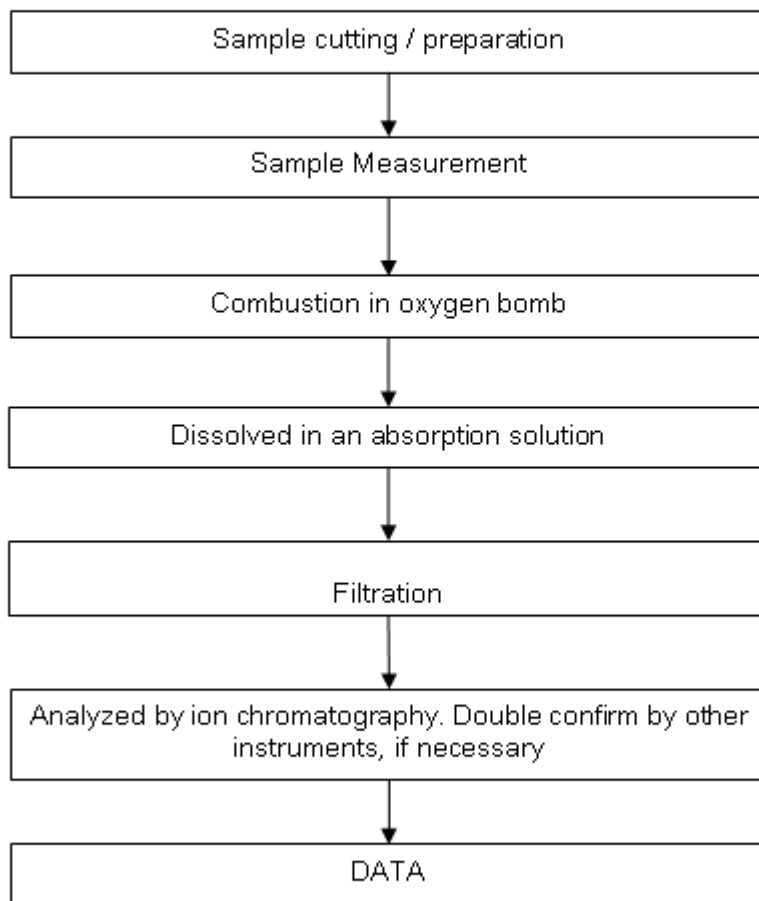 Sample cutting / preparation
Sample Measurement
Combustion in oxygen bomb
Dissolved in an absorption solution
Filtration
Analyzed by ion chromatography. Double confirm by other
instruments, if necessary
DATA